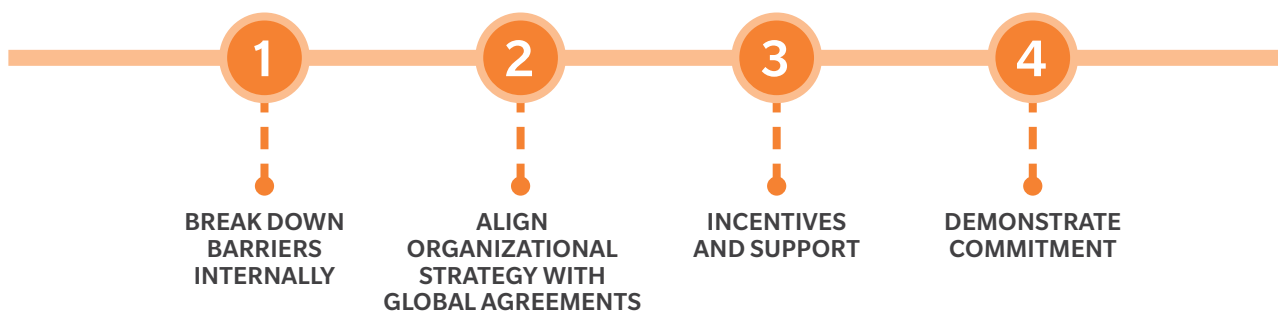 1
2
3
4
BREAK DOWN
BARRIERS
INTERNALLY
ALIGN
ORGANIZATIONAL
STRATEGY WITH
GLOBAL AGREEMENTS
INCENTIVES
AND SUPPORT
DEMONSTRATE
COMMITMENT